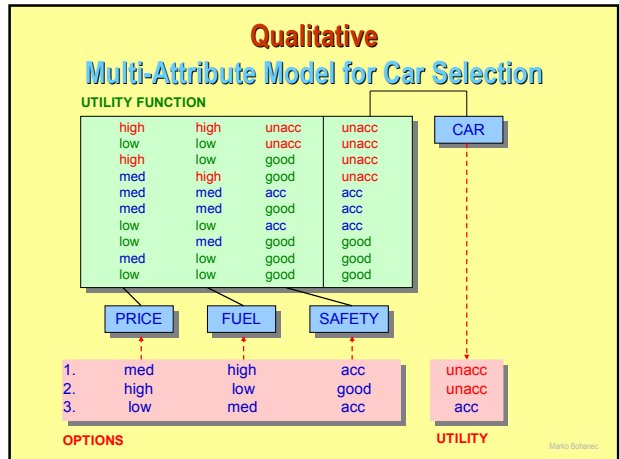 Qualitative
Multi-Attribute Model for Car Selection
UTILITY FUNCTION
high high unacc unacc CAR
low low unacc unacc
high low good unacc
med high good unacc
med med acc acc
med med good acc
low low acc acc
low med good good
med low good good
low low good good
PRICE FUEL SAFETY
1. med high acc unacc
2. high low good unacc
3. low med acc acc
OPTIONS UTILITY
Marko Bohanec